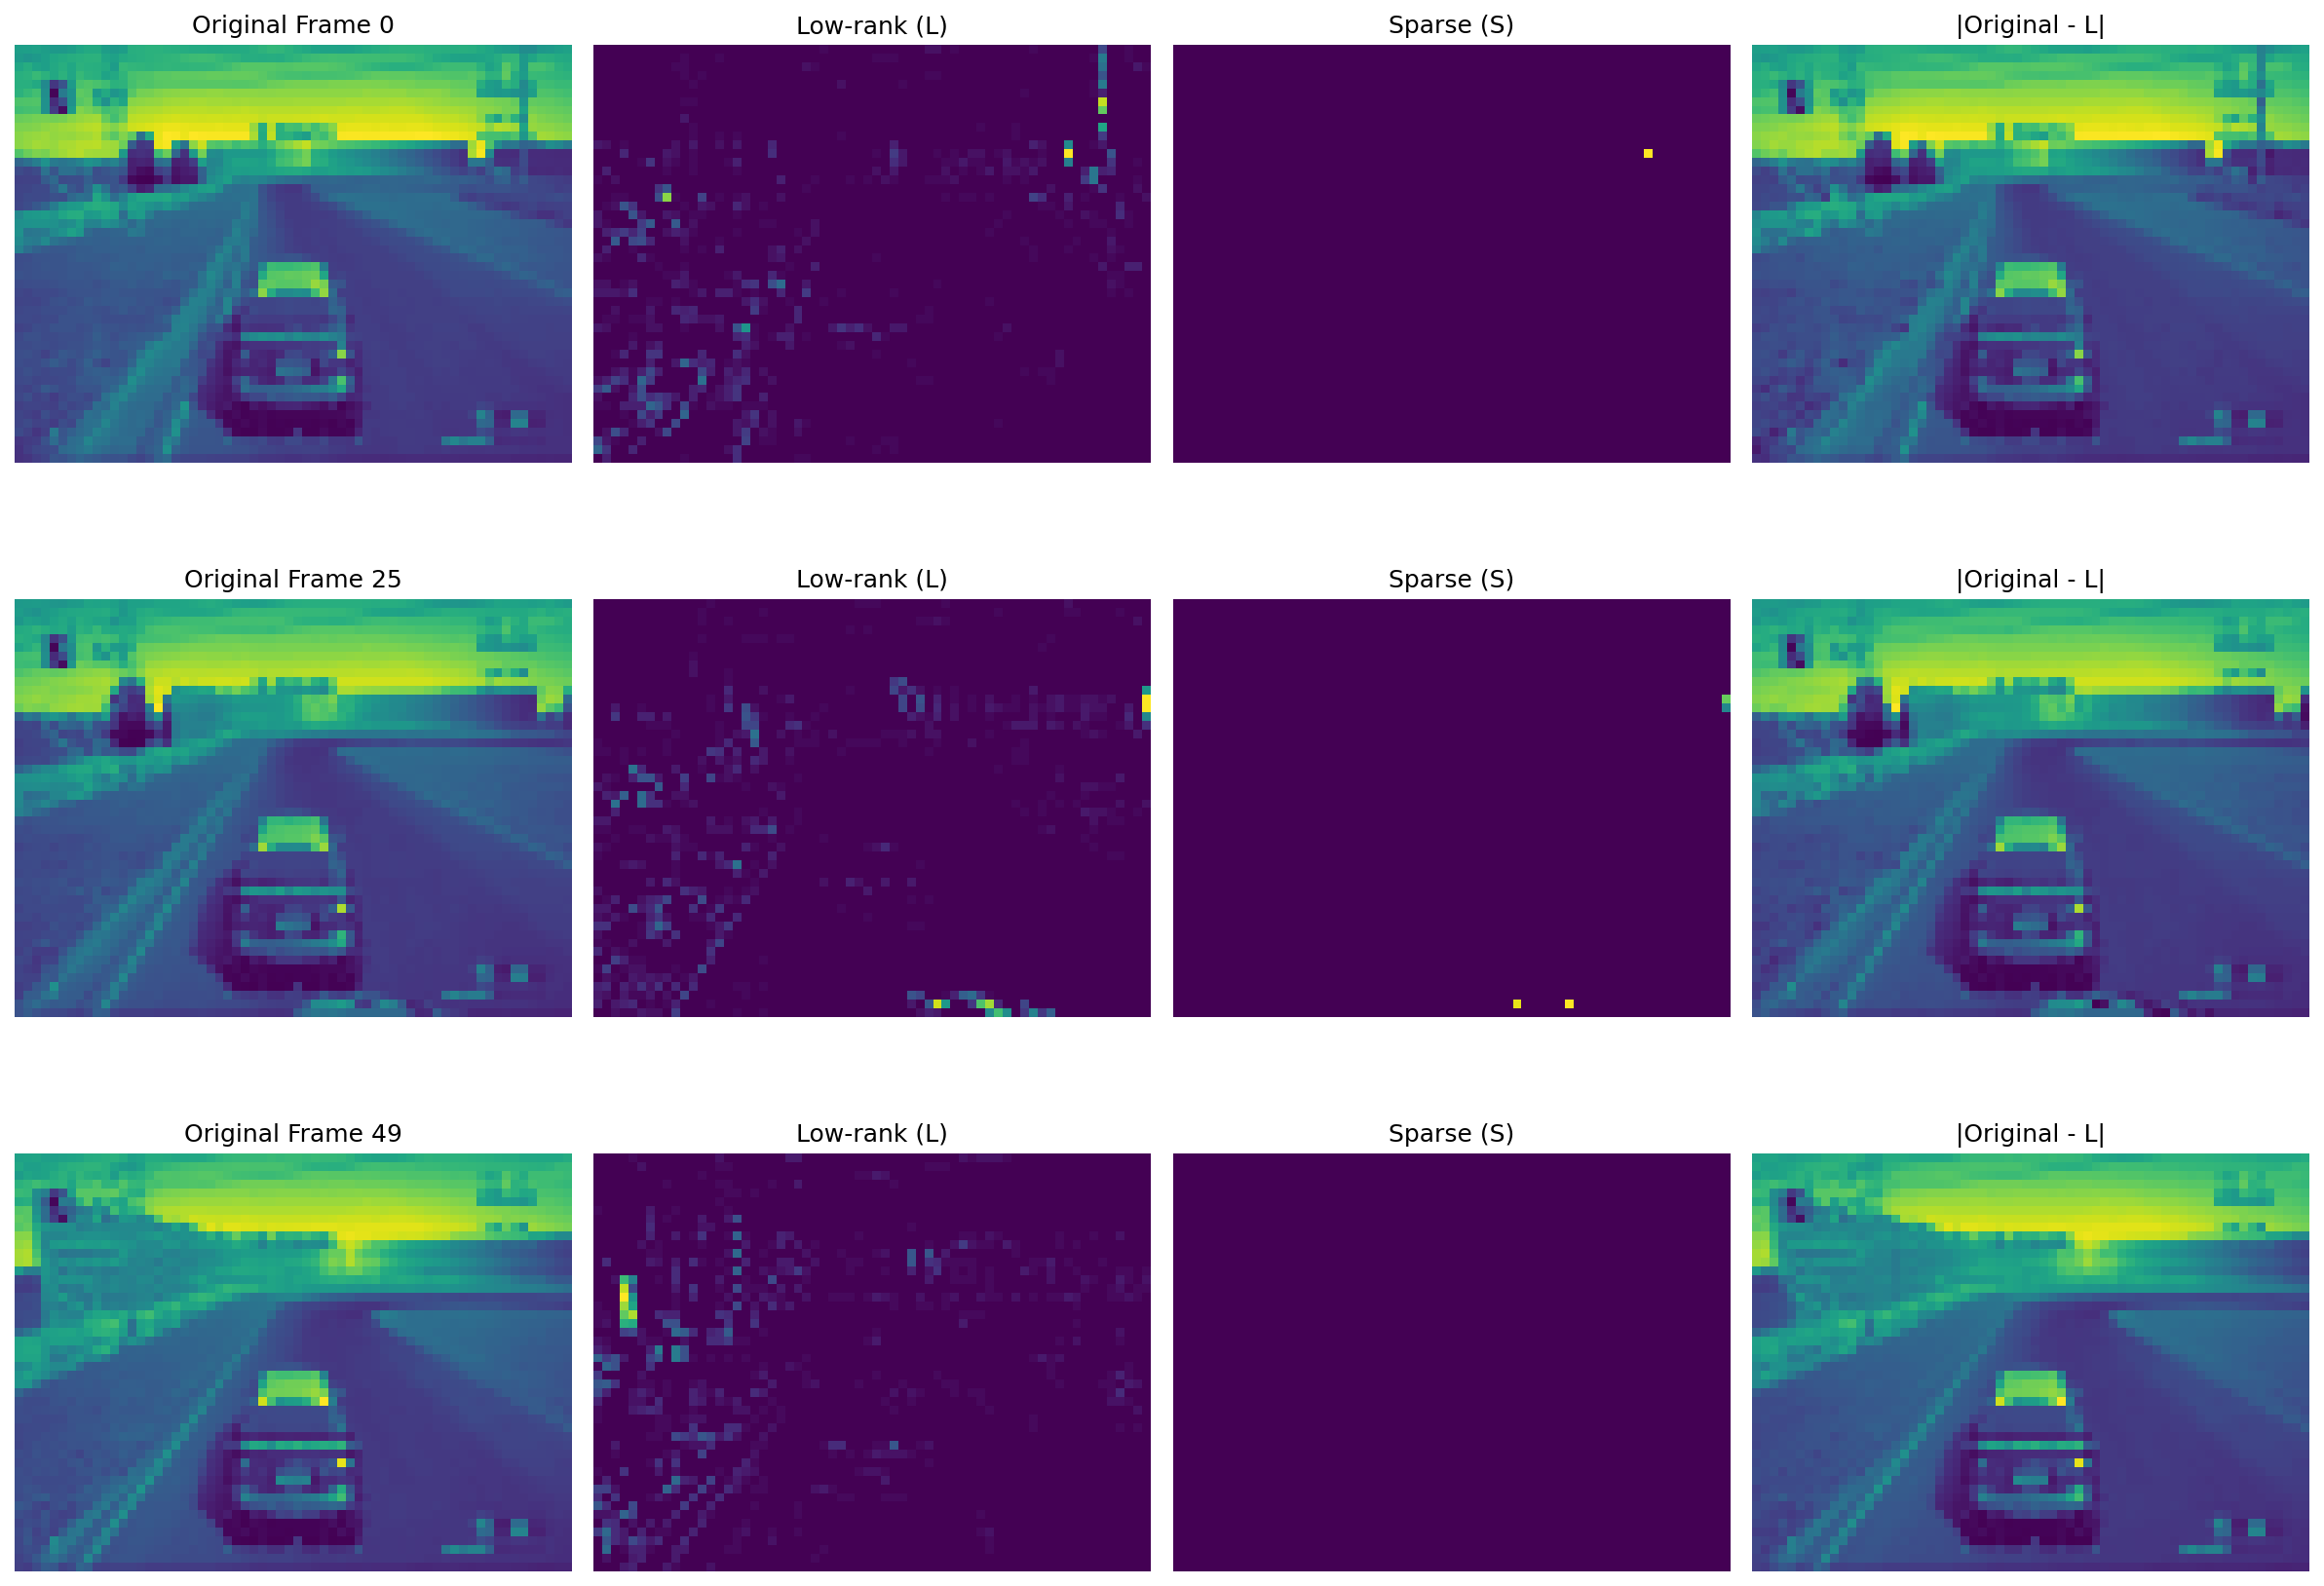 Original Frame 0
Low-rank (L)
Sparse (S)
|Original - L|
Original Frame 25
Low-rank (L)
Sparse (S)
|Original - L|
Original Frame 49
Low-rank (L)
Sparse (S)
|Original - L|